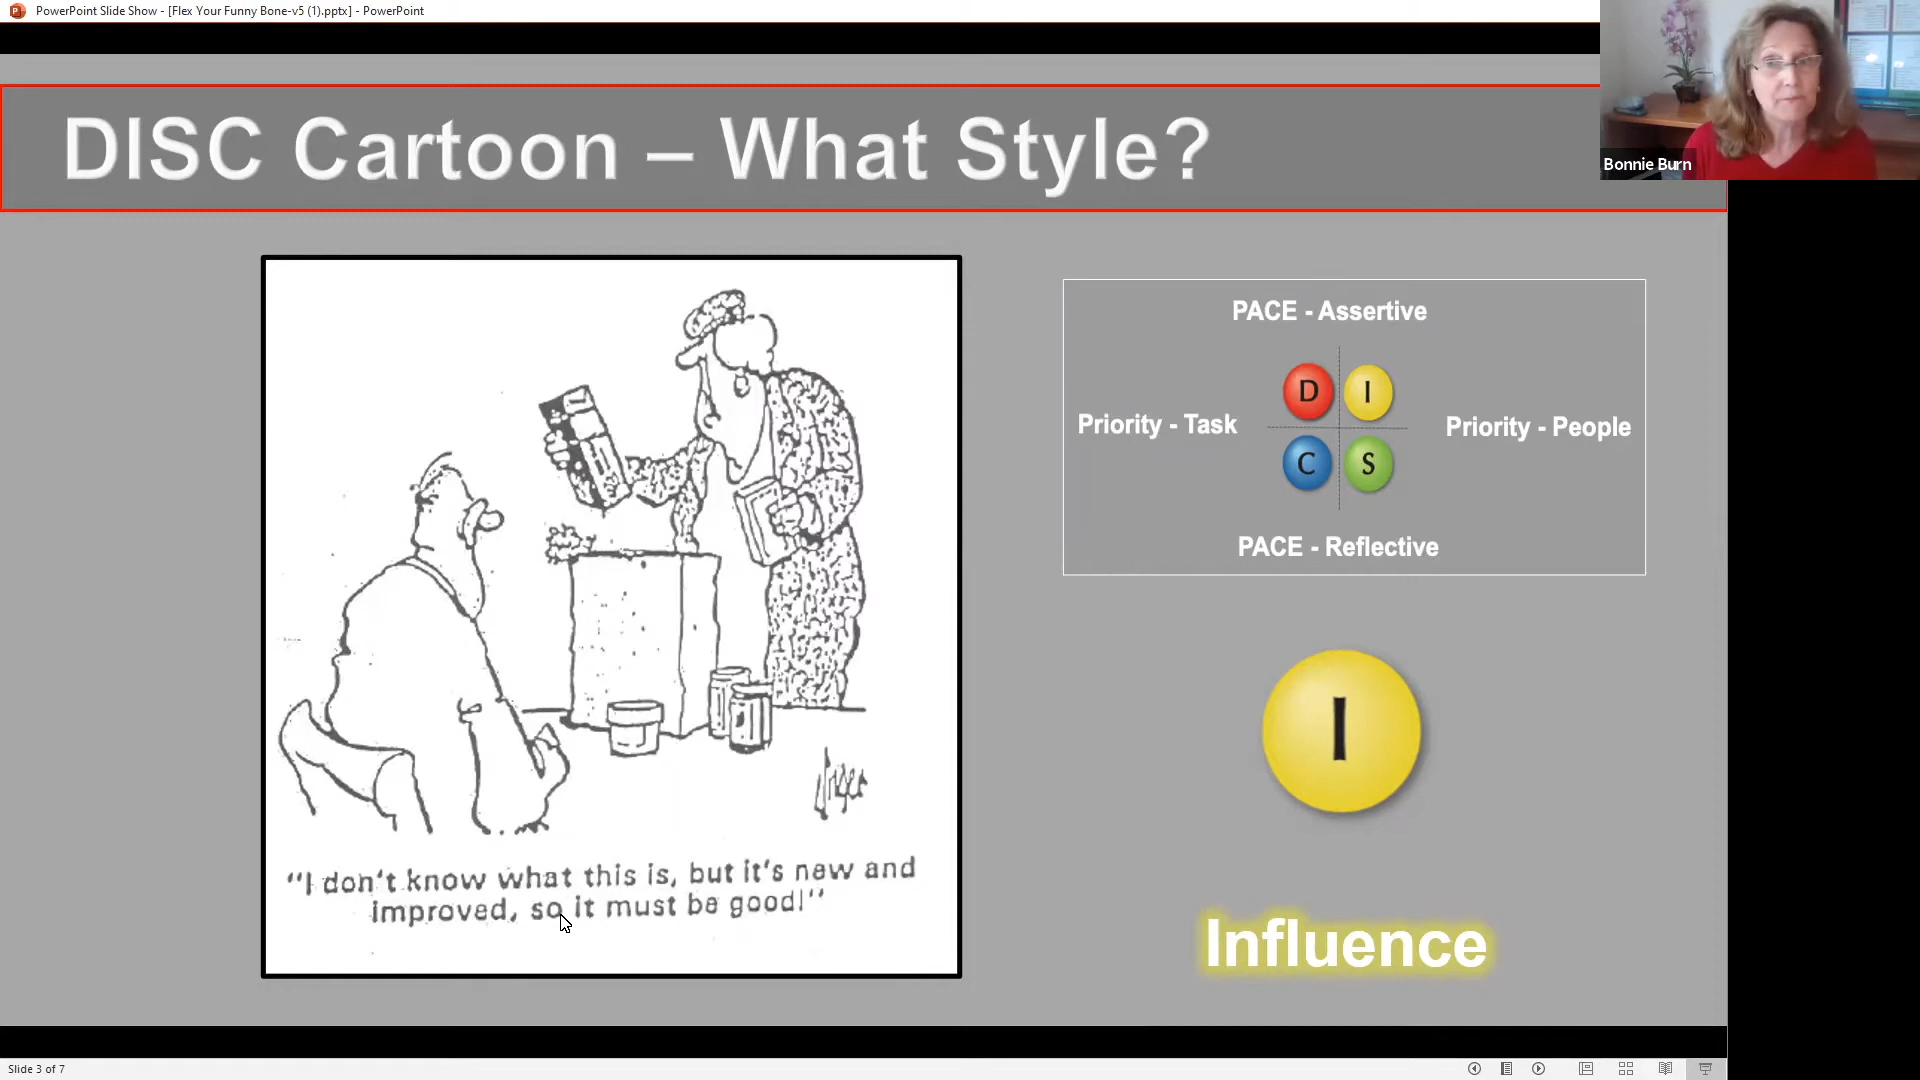 PowerPoint Slide Show - [Flex Your Funny Bone-v5 (1).pptx] - PowerPoint
Bonnie Burn
DISC Cartoon – What Style?
PACE - Assertive
D I
Priority - Task
Priority - People
C S
PACE - Reflective
I
Influence
Unger
"I don't know what this is, but it's new and
improved, so it must be good!"
Slide 3 of 7